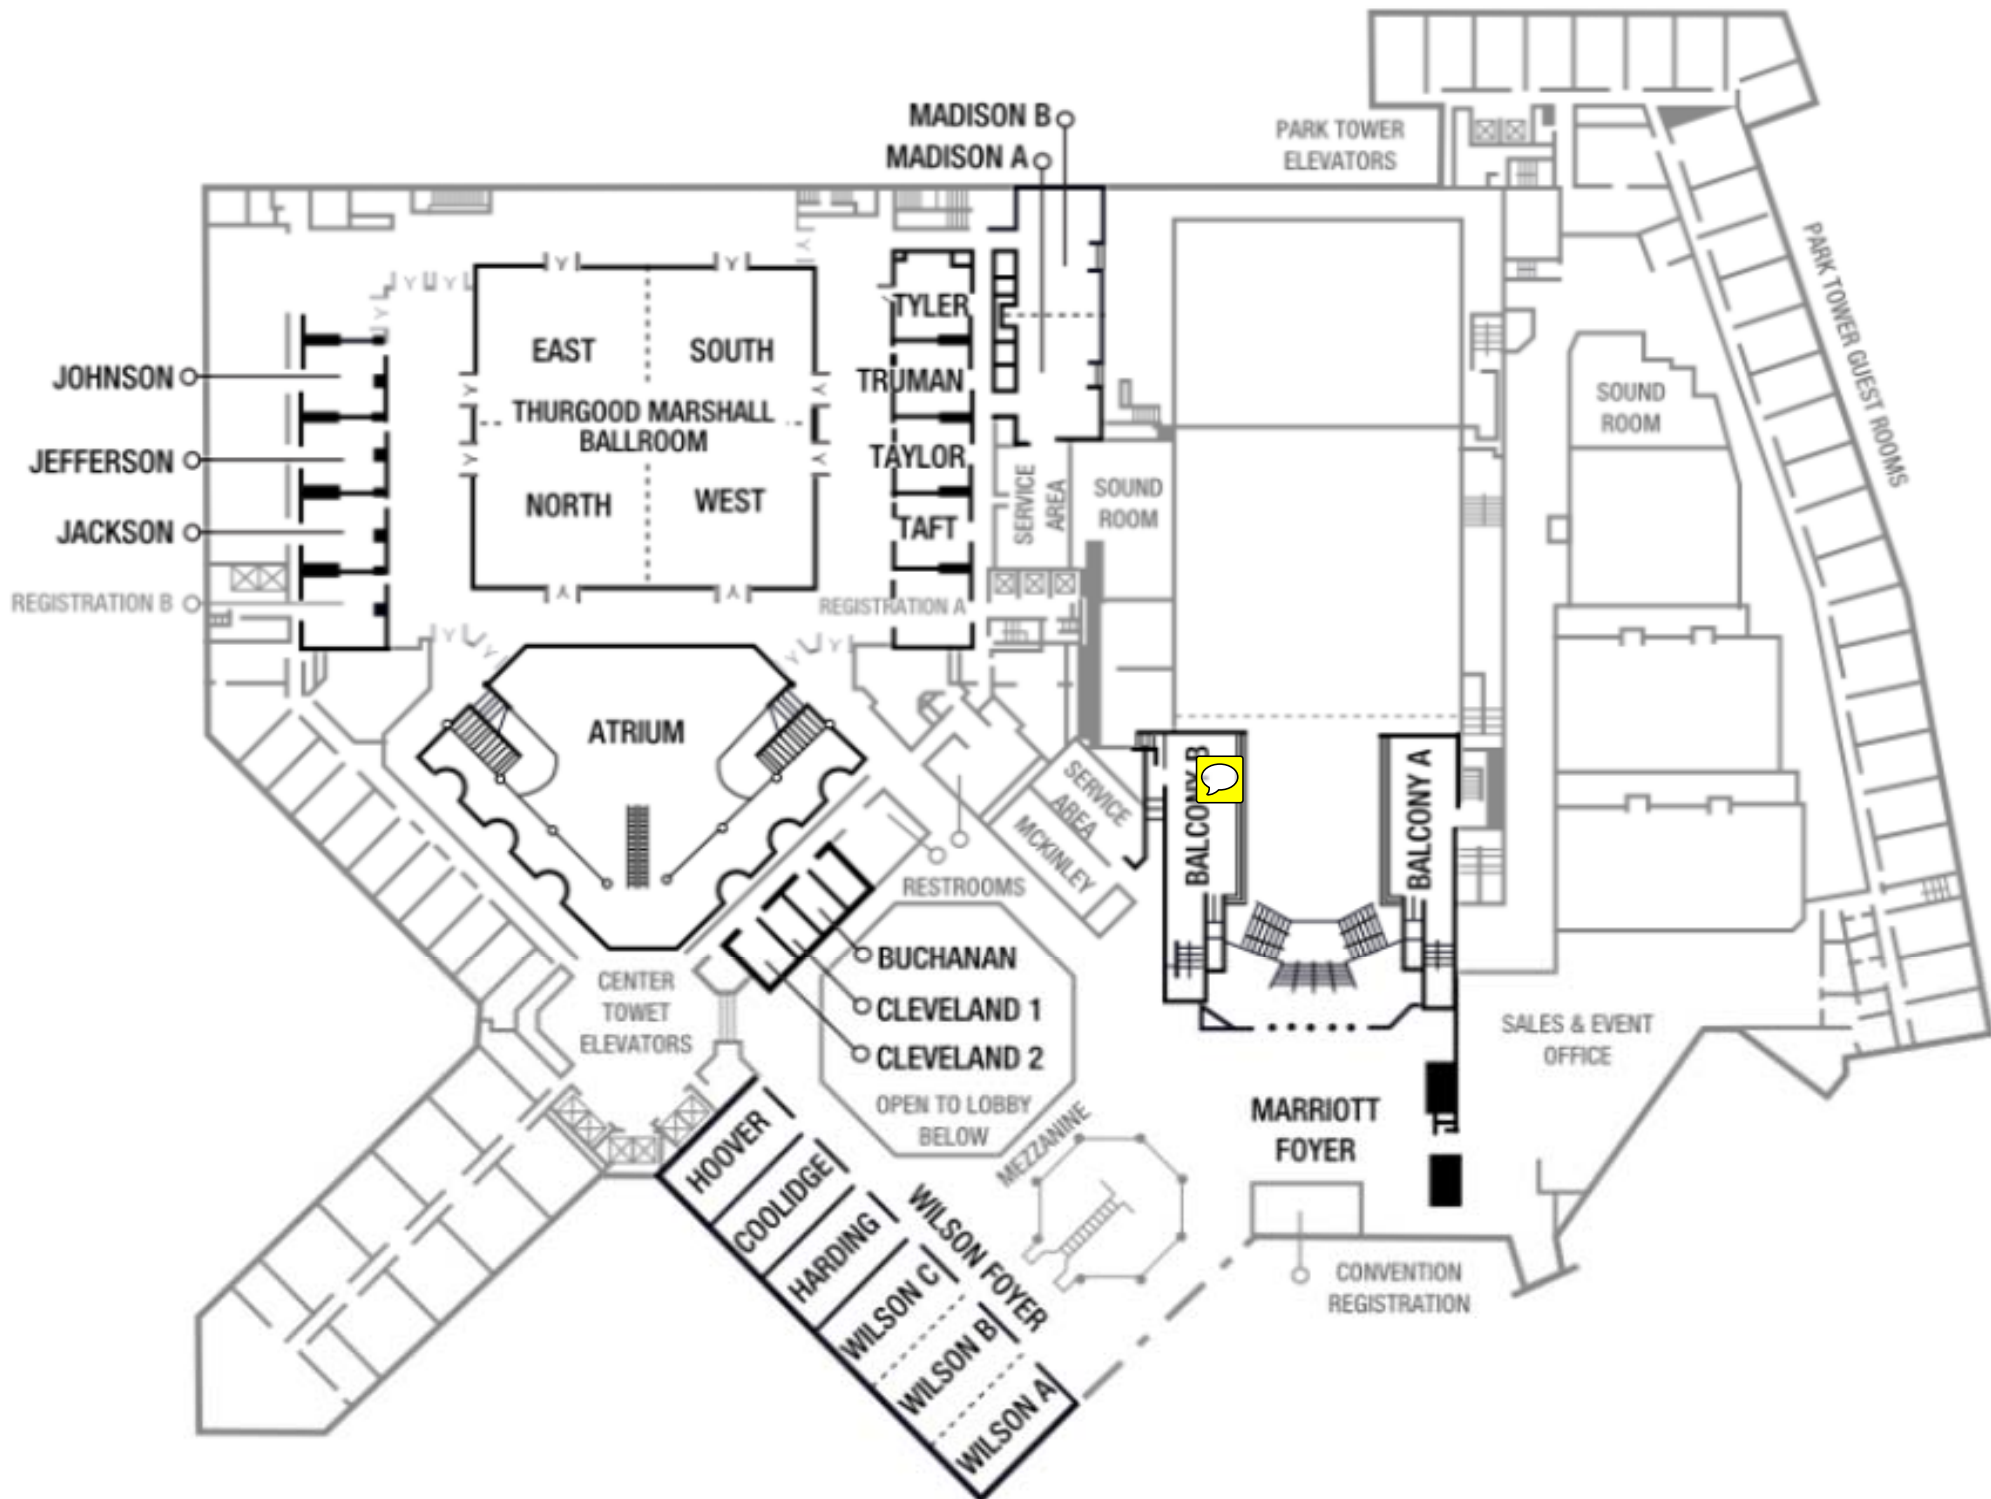 MADISON B
MADISON A
PARK TOWER
ELEVATORS
PARK TOWER GUEST ROOMS
TYLER
EAST
SOUTH
JOHNSON
TRUMAN
THURGOOD MARSHALL
BALLROOM
SOUND
ROOM
JEFFERSON
TAYLOR
NORTH
WEST
SERVICE
AREA
SOUND
ROOM
JACKSON
TAFT
REGISTRATION B
REGISTRATION A
ATRIUM
SERVICE
AREA
MCKINLEY
BALCONY B
BALCONY A
RESTROOMS
BUCHANAN
CLEVELAND 1
CLEVELAND 2
CENTER
TOWET
ELEVATORS
OPEN TO LOBBY
BELOW
SALES & EVENT
OFFICE
MARRIOTT
FOYER
MEZZANINE
HOOVER
COOLIDGE
HARDING
WILSON FOYER
WILSON C
WILSON B
WILSON A
CONVENTION
REGISTRATION